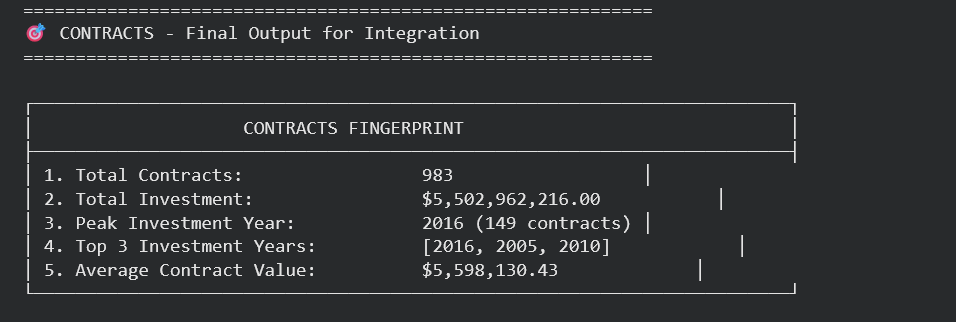 ============================================================
🎯 CONTRACTS - Final Output for Integration
============================================================
CONTRACTS FINGERPRINT
1. Total Contracts: 983
2. Total Investment: $5,502,962,216.00
3. Peak Investment Year: 2016 (149 contracts)
4. Top 3 Investment Years: [2016, 2005, 2010]
5. Average Contract Value: $5,598,130.43